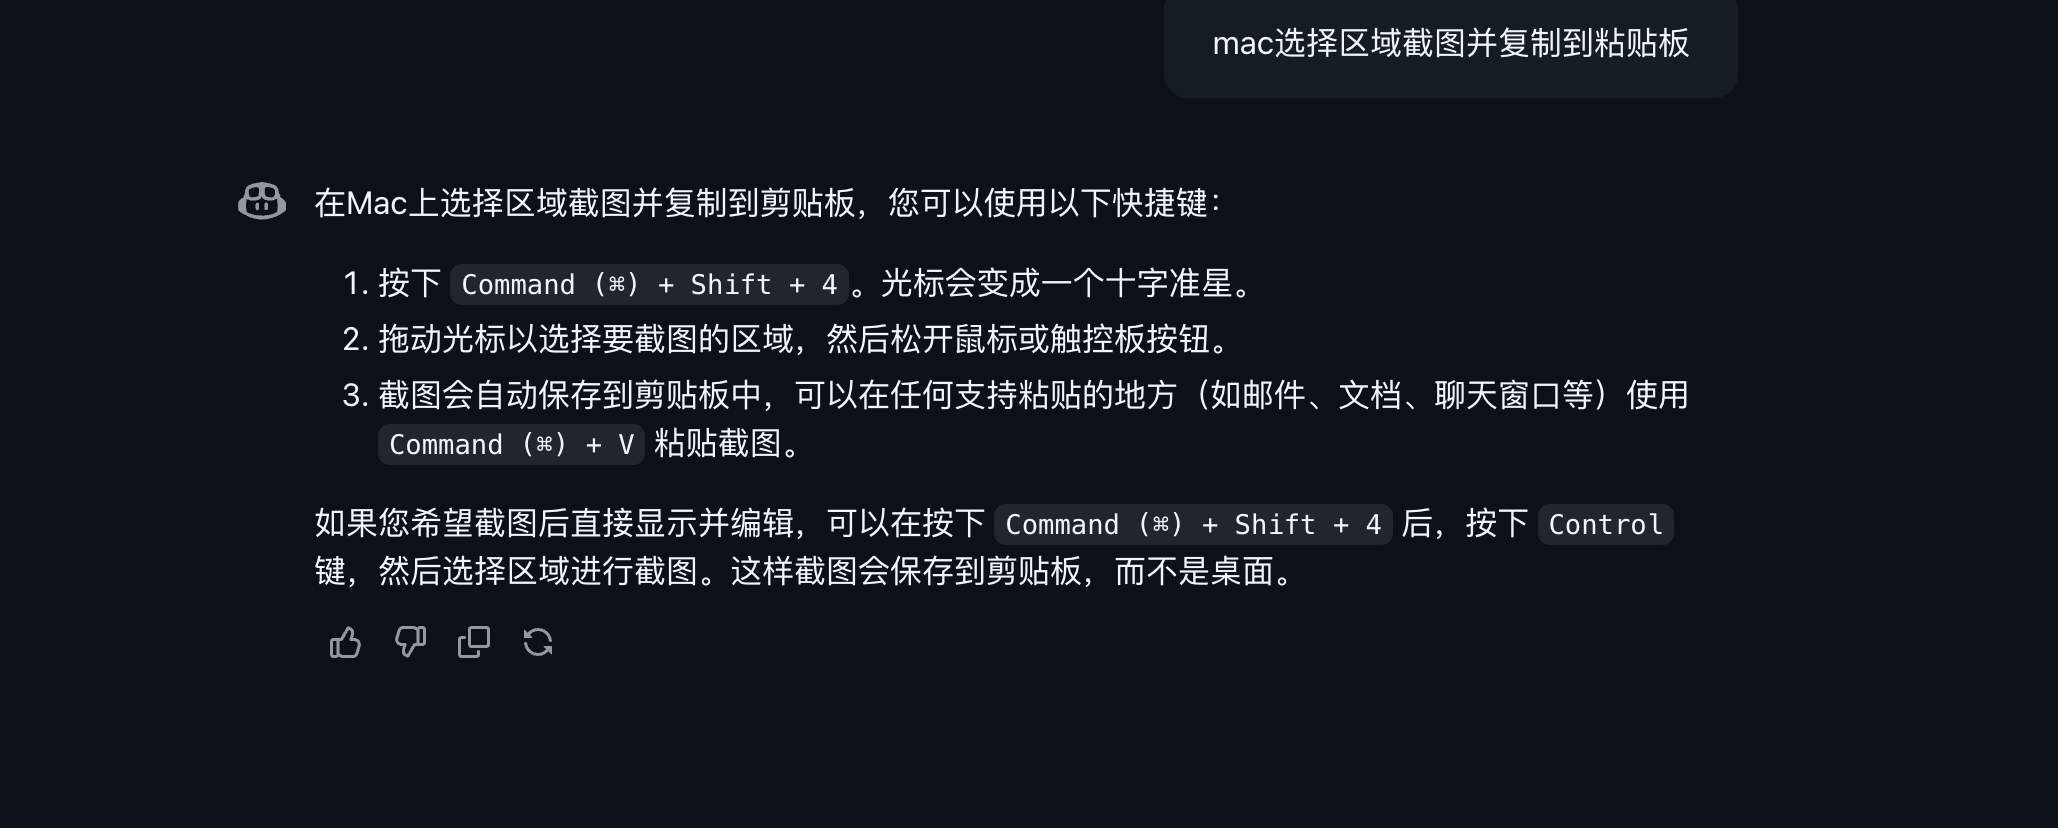 mac选择区域截图并复制到粘贴板
在Mac上选择区域截图并复制到剪贴板，您可以使用以下快捷键：
1. 按下 Command (⌘) + Shift + 4。光标会变成一个十字准星。
2. 拖动光标以选择要截图的区域，然后松开鼠标或触控板按钮。
3. 截图会自动保存到剪贴板中，可以在任何支持粘贴的地方（如邮件、文档、聊天窗口等）使用
Command (⌘) + V 粘贴截图。
如果您希望截图后直接显示并编辑，可以在按下 Command (⌘) + Shift + 4 后，按下 Control
键，然后选择区域进行截图。这样截图会保存到剪贴板，而不是桌面。